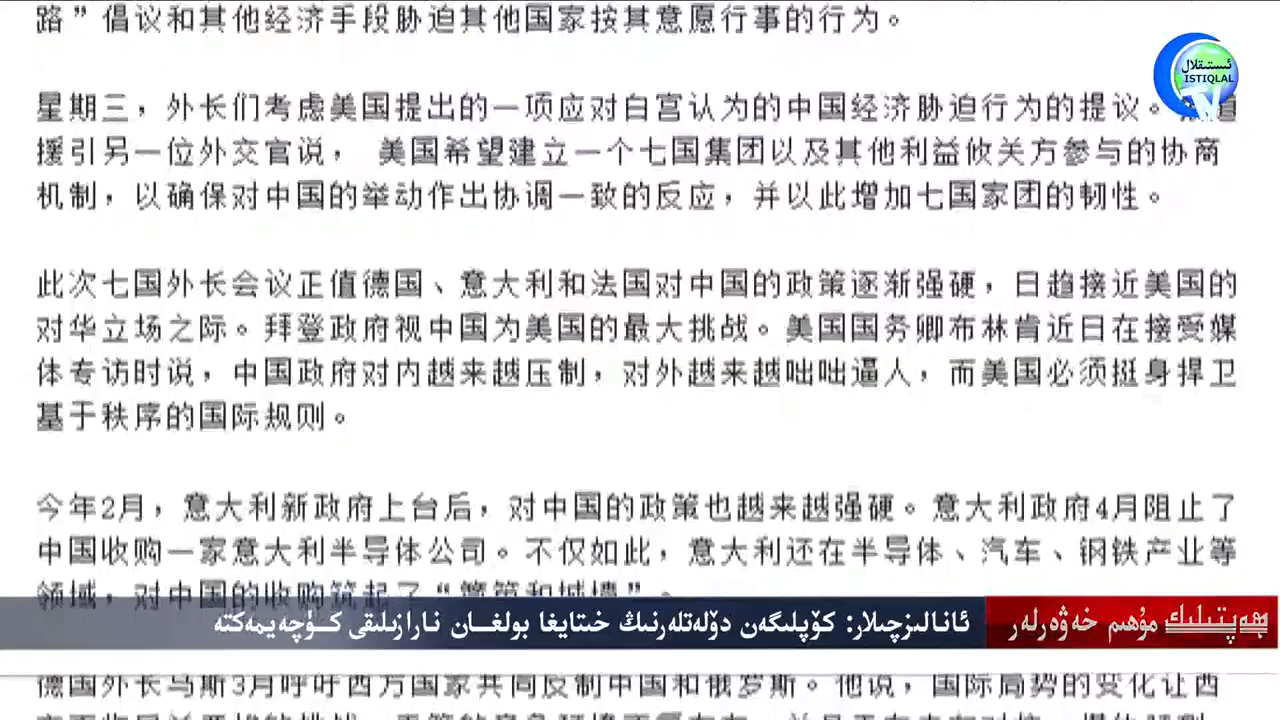 路”倡议和其他经济手段胁迫其他国家按其意愿行事的行为。
ئىستىقلال
ISTIQLAL
TV
星期三，外长们考虑美国提出的一项应对白宫认为的中国经济胁迫行为的提议。
援引另一位外交官说， 美国希望建立一个七国集团以及其他利益攸关方参与的协商
机制，以确保对中国的举动作出协调一致的反应，并以此增加七国家团的韧性。
此次七国外长会议正值德国、意大利和法国对中国的政策逐渐强硬，日趋接近美国的
对华立场之际。拜登政府视中国为美国的最大挑战。美国国务卿布林肯近日在接受媒
体专访时说，中国政府对内越来越压制，对外越来越咄咄逼人，而美国必须挺身捍卫
基于秩序的国际规则。
今年2月，意大利新政府上台后，对中国的政策也越来越强硬。意大利政府4月阻止了
中国收购一家意大利半导体公司。不仅如此，意大利还在半导体、汽车、钢铁产业等
领域，对中国的收购筑起了“篱笆和城墙”。
ھەپتىلىك مۇھىم خەۋەرلەر
ئانالىزچىلار: كۆپلىگەن دۆلەتلەرنىڭ خىتايغا بولغان نارازىلىقى كۈچەيمەكتە
德国外长马斯3月呼吁西方国家共同反制中国和俄罗斯。他说，国际局势的变化让西